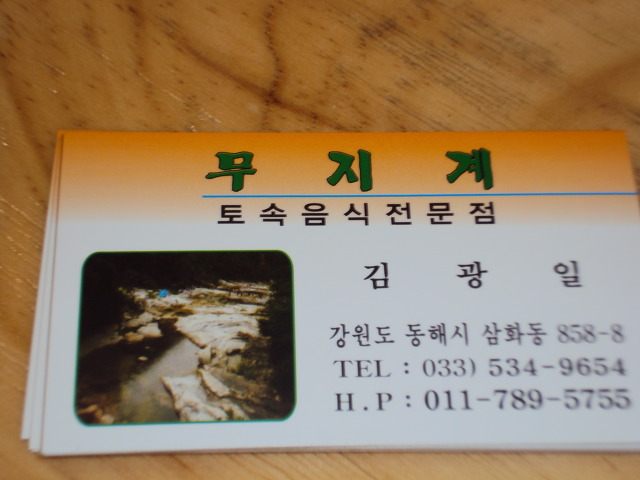 무 지 계
토속음식전문점
김 광 일
강원도 동해시 삼화동 858-8
TEL : 033) 534-9654
H.P : 011-789-5755